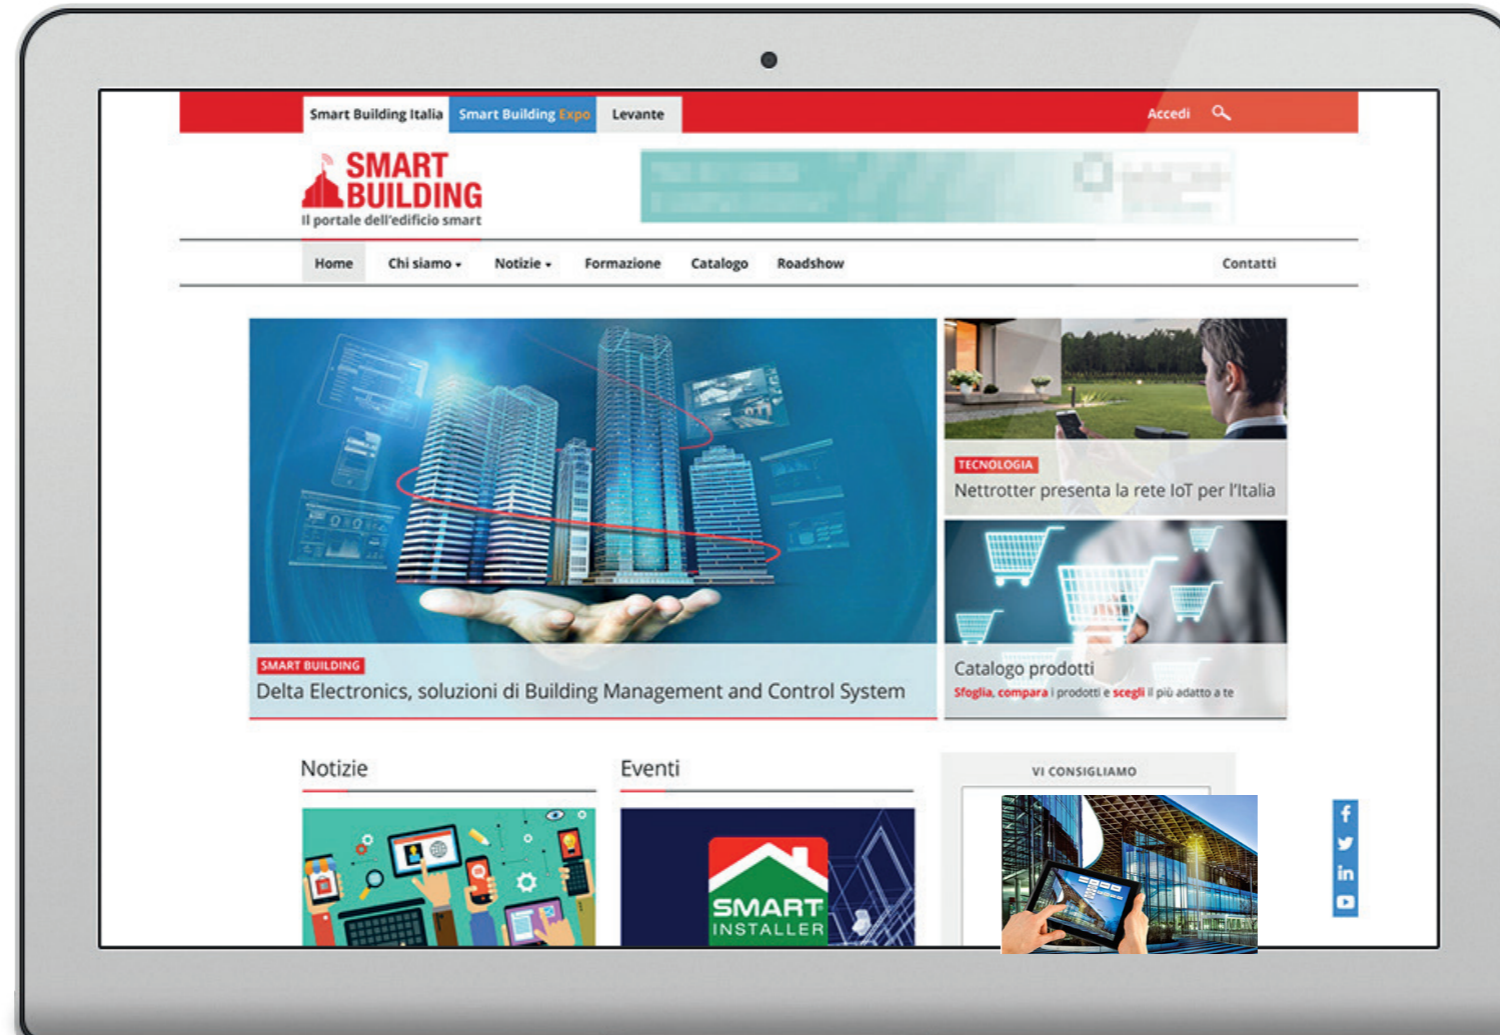 Smart Building Italia
Smart Building Expo
Levante
Accedi
SMART
BUILDING
Il portale dell'edificio smart
Home
Chi siamo
Notizie
Formazione
Catalogo
Roadshow
Contatti
TECNOLOGIA
Nettrotter presenta la rete IoT per l'Italia
SMART BUILDING
Delta Electronics, soluzioni di Building Management and Control System
Catalogo prodotti
Sfoglia, compara i prodotti e scegli il più adatto a te
Notizie
Eventi
VI CONSIGLIAMO
SMART
INSTALLER
f
in